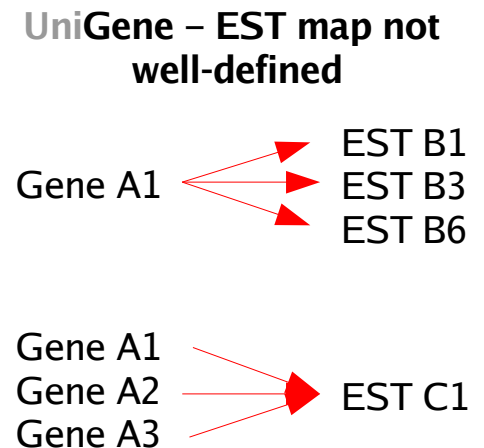 UniGene – EST map not
well-defined
Gene A1
EST B1
EST B3
EST B6
Gene A1
Gene A2
Gene A3
EST C1